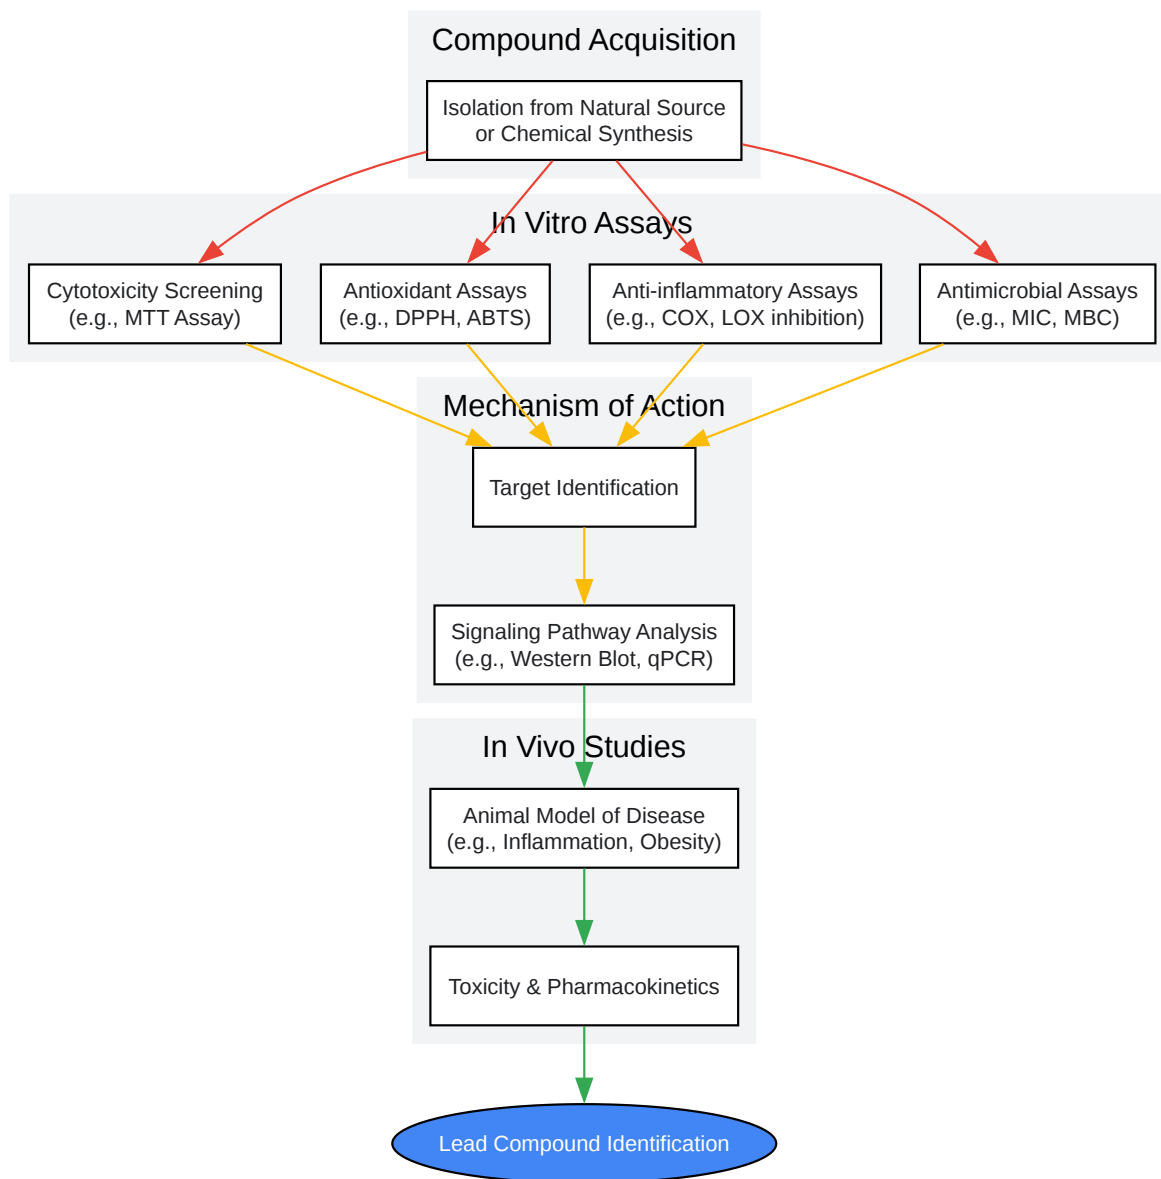 Compound Acquisition
Isolation from Natural Source
or Chemical Synthesis
In Vitro Assays
Cytotoxicity Screening
(e.g., MTT Assay)
Antioxidant Assays
(e.g., DPPH, ABTS)
Anti-inflammatory Assays
(e.g., COX, LOX inhibition)
Antimicrobial Assays
(e.g., MIC, MBC)
Mechanism of Action
Target Identification
Signaling Pathway Analysis
(e.g., Western Blot, qPCR)
In Vivo Studies
Animal Model of Disease
(e.g., Inflammation, Obesity)
Toxicity & Pharmacokinetics
Lead Compound Identification